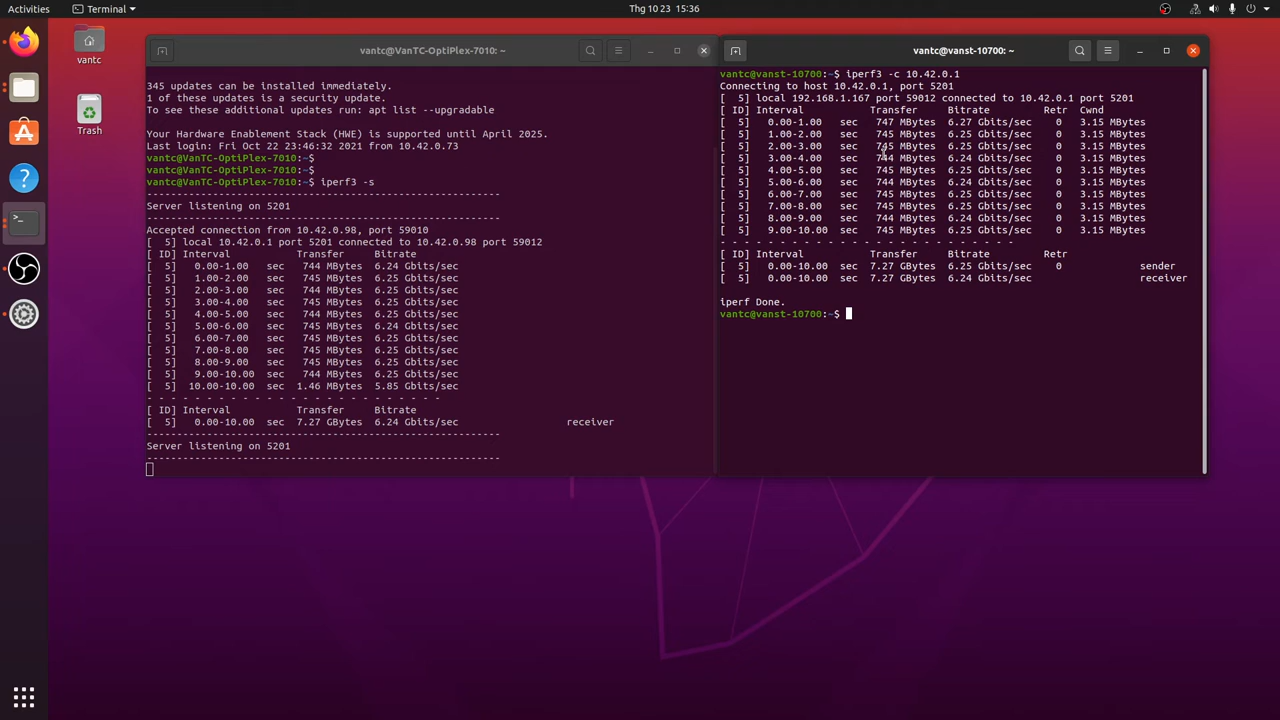 Activities
Terminal
Thg 10 23 15:36
vantc
Trash
vantc@VanTC-OptiPlex-7010: ~
345 updates can be installed immediately.
1 of these updates is a security update.
To see these additional updates run: apt list --upgradable
Your Hardware Enablement Stack (HWE) is supported until April 2025.
Last login: Fri Oct 22 23:46:32 2021 from 10.42.0.73
vantc@VanTC-OptiPlex-7010:~$
vantc@VanTC-OptiPlex-7010:~$
vantc@VanTC-OptiPlex-7010:~$ iperf3 -s
-----------------------------------------------------------
Server listening on 5201
-----------------------------------------------------------
Accepted connection from 10.42.0.98, port 59010
[  5] local 10.42.0.1 port 5201 connected to 10.42.0.98 port 59012
[ ID] Interval           Transfer     Bitrate
[  5]   0.00-1.00   sec   744 MBytes  6.24 Gbits/sec
[  5]   1.00-2.00   sec   745 MBytes  6.25 Gbits/sec
[  5]   2.00-3.00   sec   744 MBytes  6.24 Gbits/sec
[  5]   3.00-4.00   sec   745 MBytes  6.25 Gbits/sec
[  5]   4.00-5.00   sec   745 MBytes  6.25 Gbits/sec
[  5]   5.00-6.00   sec   745 MBytes  6.24 Gbits/sec
[  5]   6.00-7.00   sec   745 MBytes  6.25 Gbits/sec
[  5]   7.00-8.00   sec   745 MBytes  6.25 Gbits/sec
[  5]   8.00-9.00   sec   745 MBytes  6.25 Gbits/sec
[  5]   9.00-10.00  sec   745 MBytes  6.25 Gbits/sec
[  5]  10.00-10.00  sec  1.46 MBytes  5.85 Gbits/sec
- - - - - - - - - - - - - - - - - - - - - - - - -
[ ID] Interval           Transfer     Bitrate
[  5]   0.00-10.00  sec  7.27 GBytes  6.24 Gbits/sec                  receiver
-----------------------------------------------------------
Server listening on 5201
-----------------------------------------------------------
vantc@vanst-10700: ~
vantc@vanst-10700:~$ iperf3 -c 10.42.0.1
Connecting to host 10.42.0.1, port 5201
[  5] local 192.168.1.167 port 59012 connected to 10.42.0.1 port 5201
[ ID] Interval           Transfer     Bitrate         Retr  Cwnd
[  5]   0.00-1.00   sec   747 MBytes  6.27 Gbits/sec    0   3.15 MBytes
[  5]   1.00-2.00   sec   745 MBytes  6.25 Gbits/sec    0   3.15 MBytes
[  5]   2.00-3.00   sec   745 MBytes  6.25 Gbits/sec    0   3.15 MBytes
[  5]   3.00-4.00   sec   744 MBytes  6.24 Gbits/sec    0   3.15 MBytes
[  5]   4.00-5.00   sec   745 MBytes  6.25 Gbits/sec    0   3.15 MBytes
[  5]   5.00-6.00   sec   744 MBytes  6.24 Gbits/sec    0   3.15 MBytes
[  5]   6.00-7.00   sec   745 MBytes  6.25 Gbits/sec    0   3.15 MBytes
[  5]   7.00-8.00   sec   745 MBytes  6.25 Gbits/sec    0   3.15 MBytes
[  5]   8.00-9.00   sec   744 MBytes  6.24 Gbits/sec    0   3.15 MBytes
[  5]   9.00-10.00  sec   745 MBytes  6.25 Gbits/sec    0   3.15 MBytes
- - - - - - - - - - - - - - - - - - - - - - - - -
[ ID] Interval           Transfer     Bitrate         Retr
[  5]   0.00-10.00  sec  7.27 GBytes  6.25 Gbits/sec    0             sender
[  5]   0.00-10.00  sec  7.27 GBytes  6.24 Gbits/sec                  receiver
iperf Done.
vantc@vanst-10700:~$